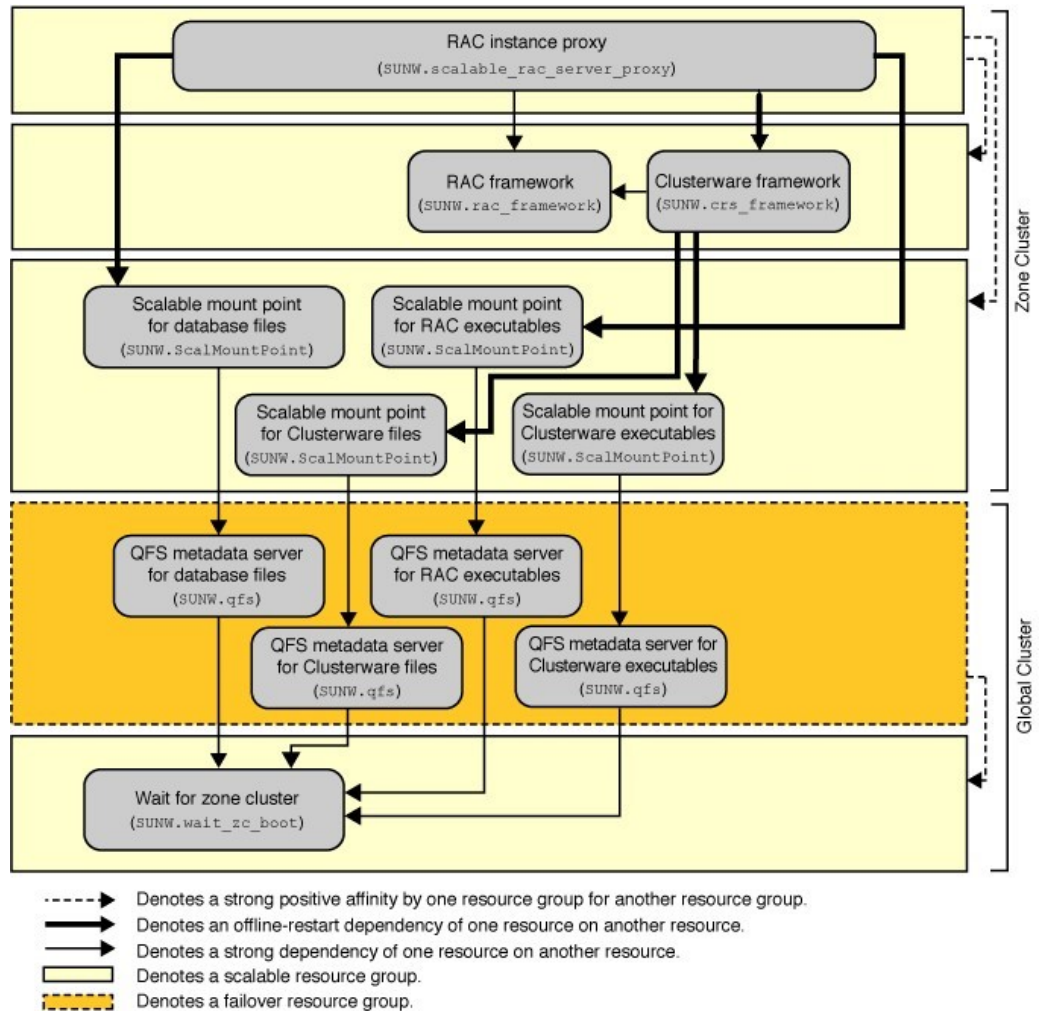 RAC instance proxy
(SUNW.scalable_rac_server_proxy)
RAC framework
(SUNW.rac_framework)
Clusterware framework
(SUNW.crs_framework)
Zone Cluster
Scalable mount point
for database files
(SUNW.ScalMountPoint)
Scalable mount point
for RAC executables
(SUNW.ScalMountPoint)
Scalable mount point
for Clusterware files
(SUNW.ScalMountPoint)
Scalable mount point for
Clusterware executables
(SUNW.ScalMountPoint)
QFS metadata server
for database files
(SUNW.qfs)
QFS metadata server
for RAC executables
(SUNW.qfs)
QFS metadata server
for Clusterware files
(SUNW.qfs)
QFS metadata server for
Clusterware executables
(SUNW.qfs)
Global Cluster
Wait for zone cluster
(SUNW.wait_zc_boot)
Denotes a strong positive affinity by one resource group for another resource group.
Denotes an offline-restart dependency of one resource on another resource.
Denotes a strong dependency of one resource on another resource.
Denotes a scalable resource group.
Denotes a failover resource group.